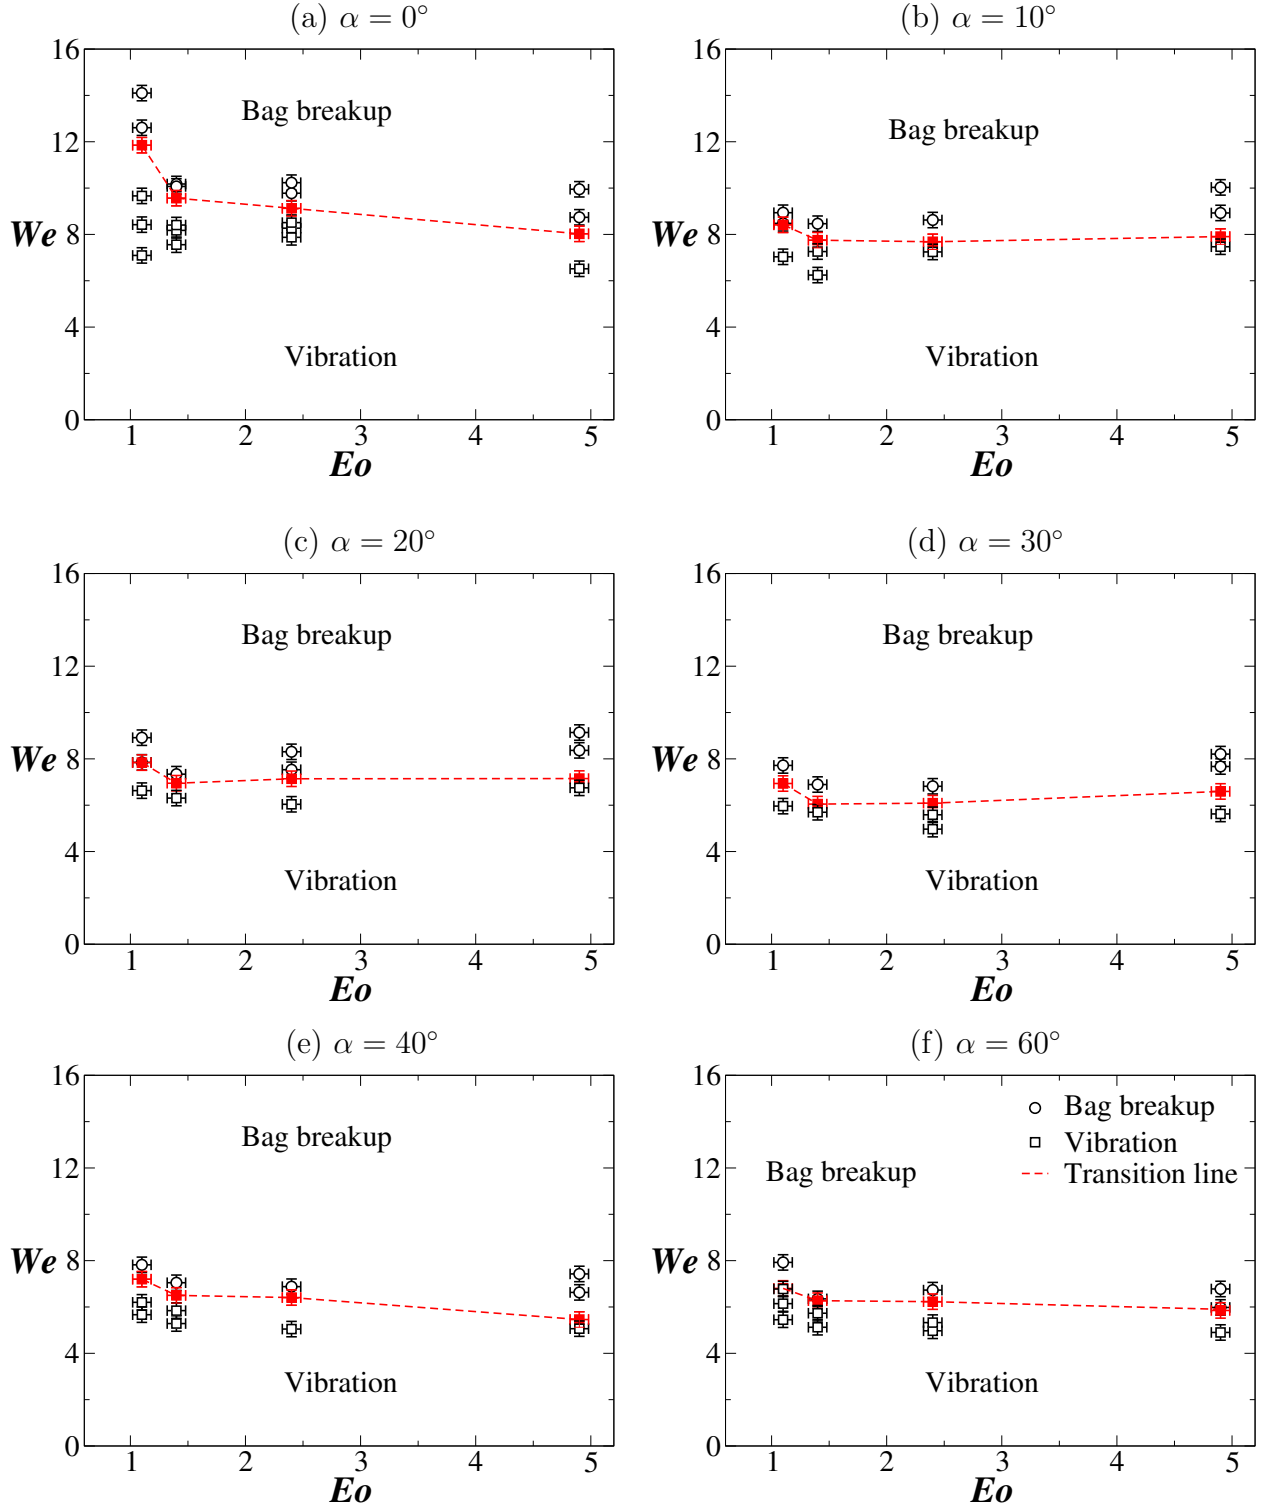 (a) α = 0°
(b) α = 10°
16
12
8
4
0
We
Bag breakup
Vibration
1 2 3 4 5
Eo
16
12
8
4
0
We
Bag breakup
Vibration
1 2 3 4 5
Eo
(c) α = 20°
(d) α = 30°
16
12
8
4
0
We
Bag breakup
Vibration
1 2 3 4 5
Eo
16
12
8
4
0
We
Bag breakup
Vibration
1 2 3 4 5
Eo
(e) α = 40°
(f) α = 60°
16
12
8
4
0
We
Bag breakup
Vibration
1 2 3 4 5
Eo
16
12
8
4
0
We
Bag breakup
Vibration
Transition line
Bag breakup
Vibration
1 2 3 4 5
Eo